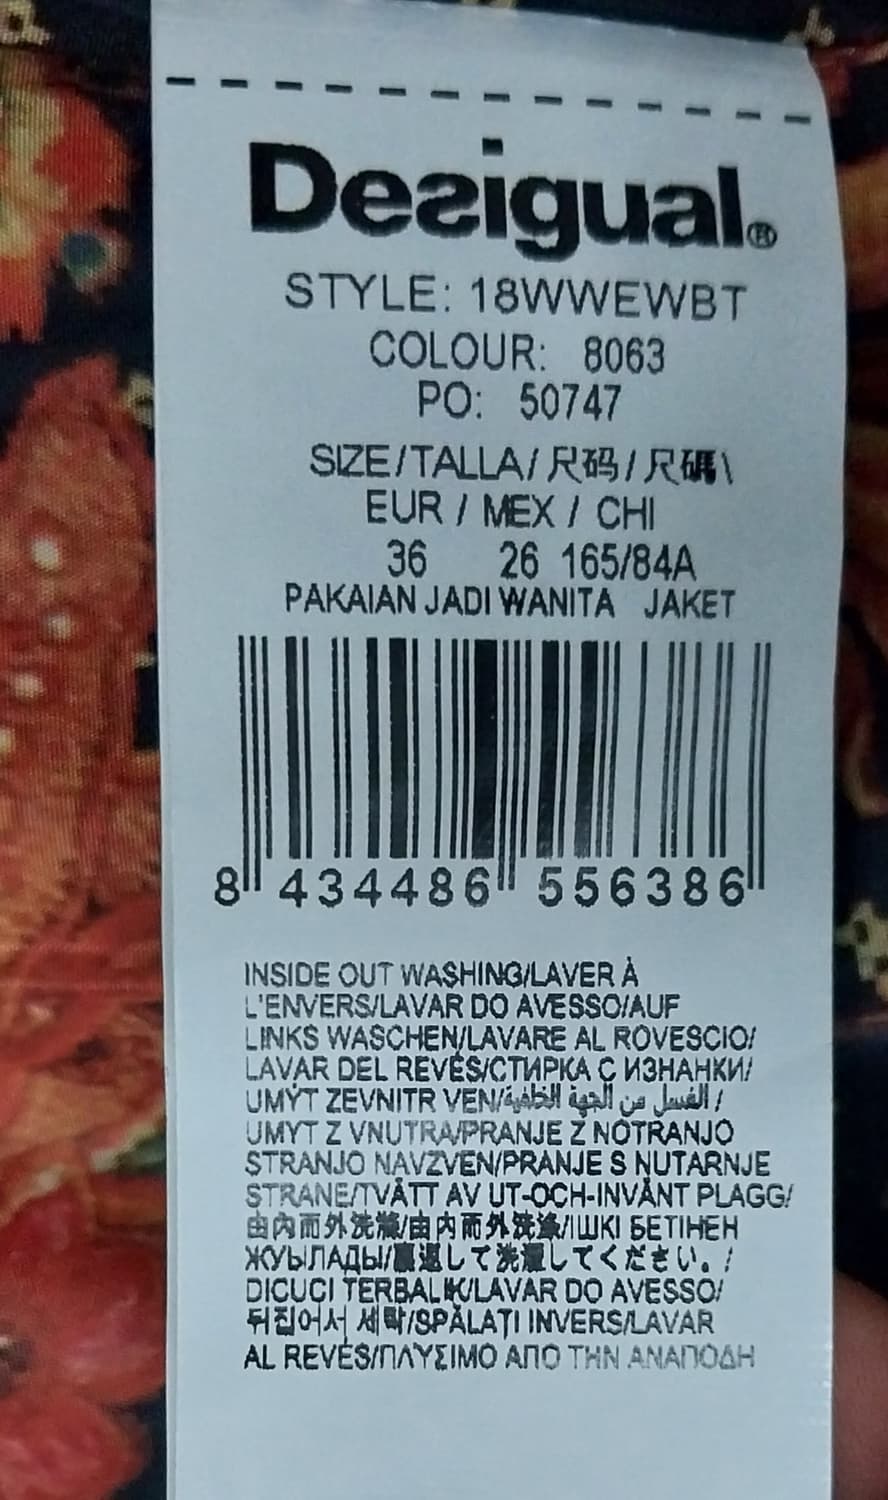 Desigual®
STYLE: 18WWEWBT
COLOUR: 8063
PO: 50747
SIZE/TALLA/尺码/尺碼\
EUR / MEX / CHI
36 26 165/84A
PAKAIAN JADI WANITA JAKET
8 434486 556386
INSIDE OUT WASHING/LAVER À
L'ENVERS/LAVAR DO AVESSO/AUF
LINKS WASCHEN/LAVARE AL ROVESCIO/
LAVAR DEL REVÉS/СТИРКА С ИЗНАНКИ/
UMÝT ZEVNITR VEN/الغسل من الجهة الخلفية /
UMYT Z VNUTRA/PRANJE Z NOTRANJO
STRANJO NAVZVEN/PRANJE S NUTARNJE
STRANE/TVÄTT AV UT-OCH-INVÄNT PLAGG/
由内而外洗滌/由内而外洗涤/ІШКІ БЕТІНЕН
ЖУЫЛАДЫ/裏返して洗濯してください。/
DICUCI TERBALIK/LAVAR DO AVESSO/
뒤집어서 세탁/SPĂLAȚI INVERS/LAVAR
AL REVÉS/ΠΛΥΣΙΜΟ ΑΠΟ ΤΗΝ ΑΝΑΠΟΔΗ